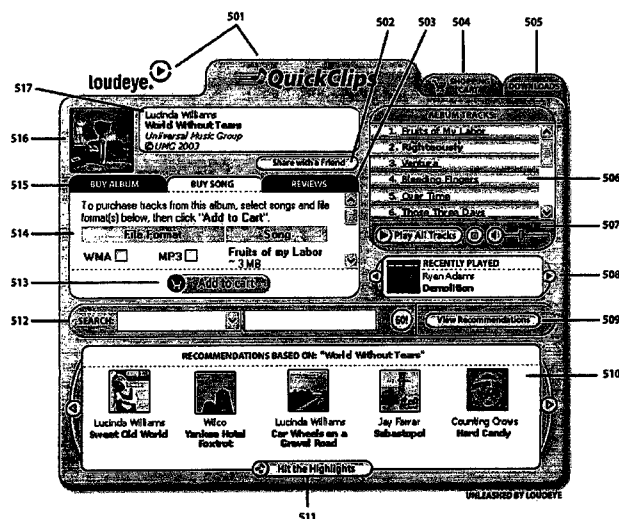 501
502
503
504
505
loudeye.
QuickClips
SHOPPING CART
DOWNLOADS
517
516
Lucinda Williams
World Without Tears
Universal Music Group
© UMG 2003
Share with a Friend
ALBUM TRACKS
1. Fruits of My Labor
2. Righteously
3. Ventura
4. Bleeding Fingers
5. Over Time
6. Those Three Days
506
507
Play All Tracks
515
BUY ALBUM
BUY SONG
REVIEWS
To purchase tracks from this album, select songs and file
format(s) below, then click "Add to Cart".
514
File Format
Song
WMA
MP3
Fruits of my Labor
~ 3 MB
513
Add to cart
RECENTLY PLAYED
Ryan Adams
Demolition
508
512
SEARCH:
GO!
View Recommendations
509
RECOMMENDATIONS BASED ON: "World Without Tears"
510
Lucinda Williams
Sweet Old World
Wilco
Yankee Hotel
Foxtrot
Lucinda Williams
Car Wheels on a
Gravel Road
Jay Farrar
Sebastopol
Counting Crows
Hard Candy
Hit the Highlights
UNLEASHED BY LOUDEYE
511